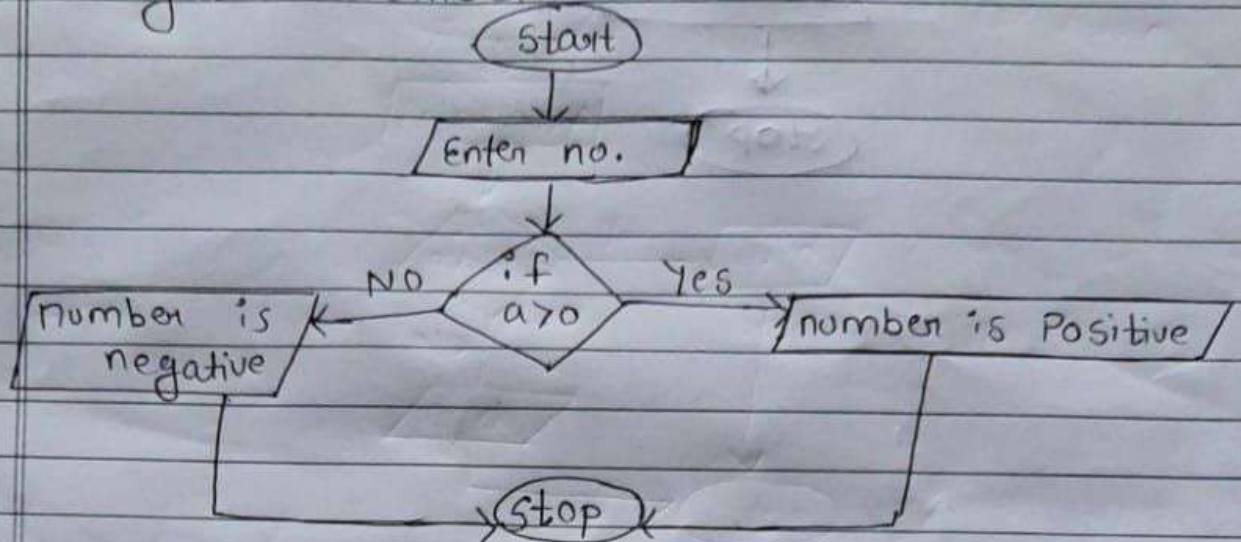 Start
Enter no.
if
a>0
NO
Yes
number is
negative
number is Positive
Stop